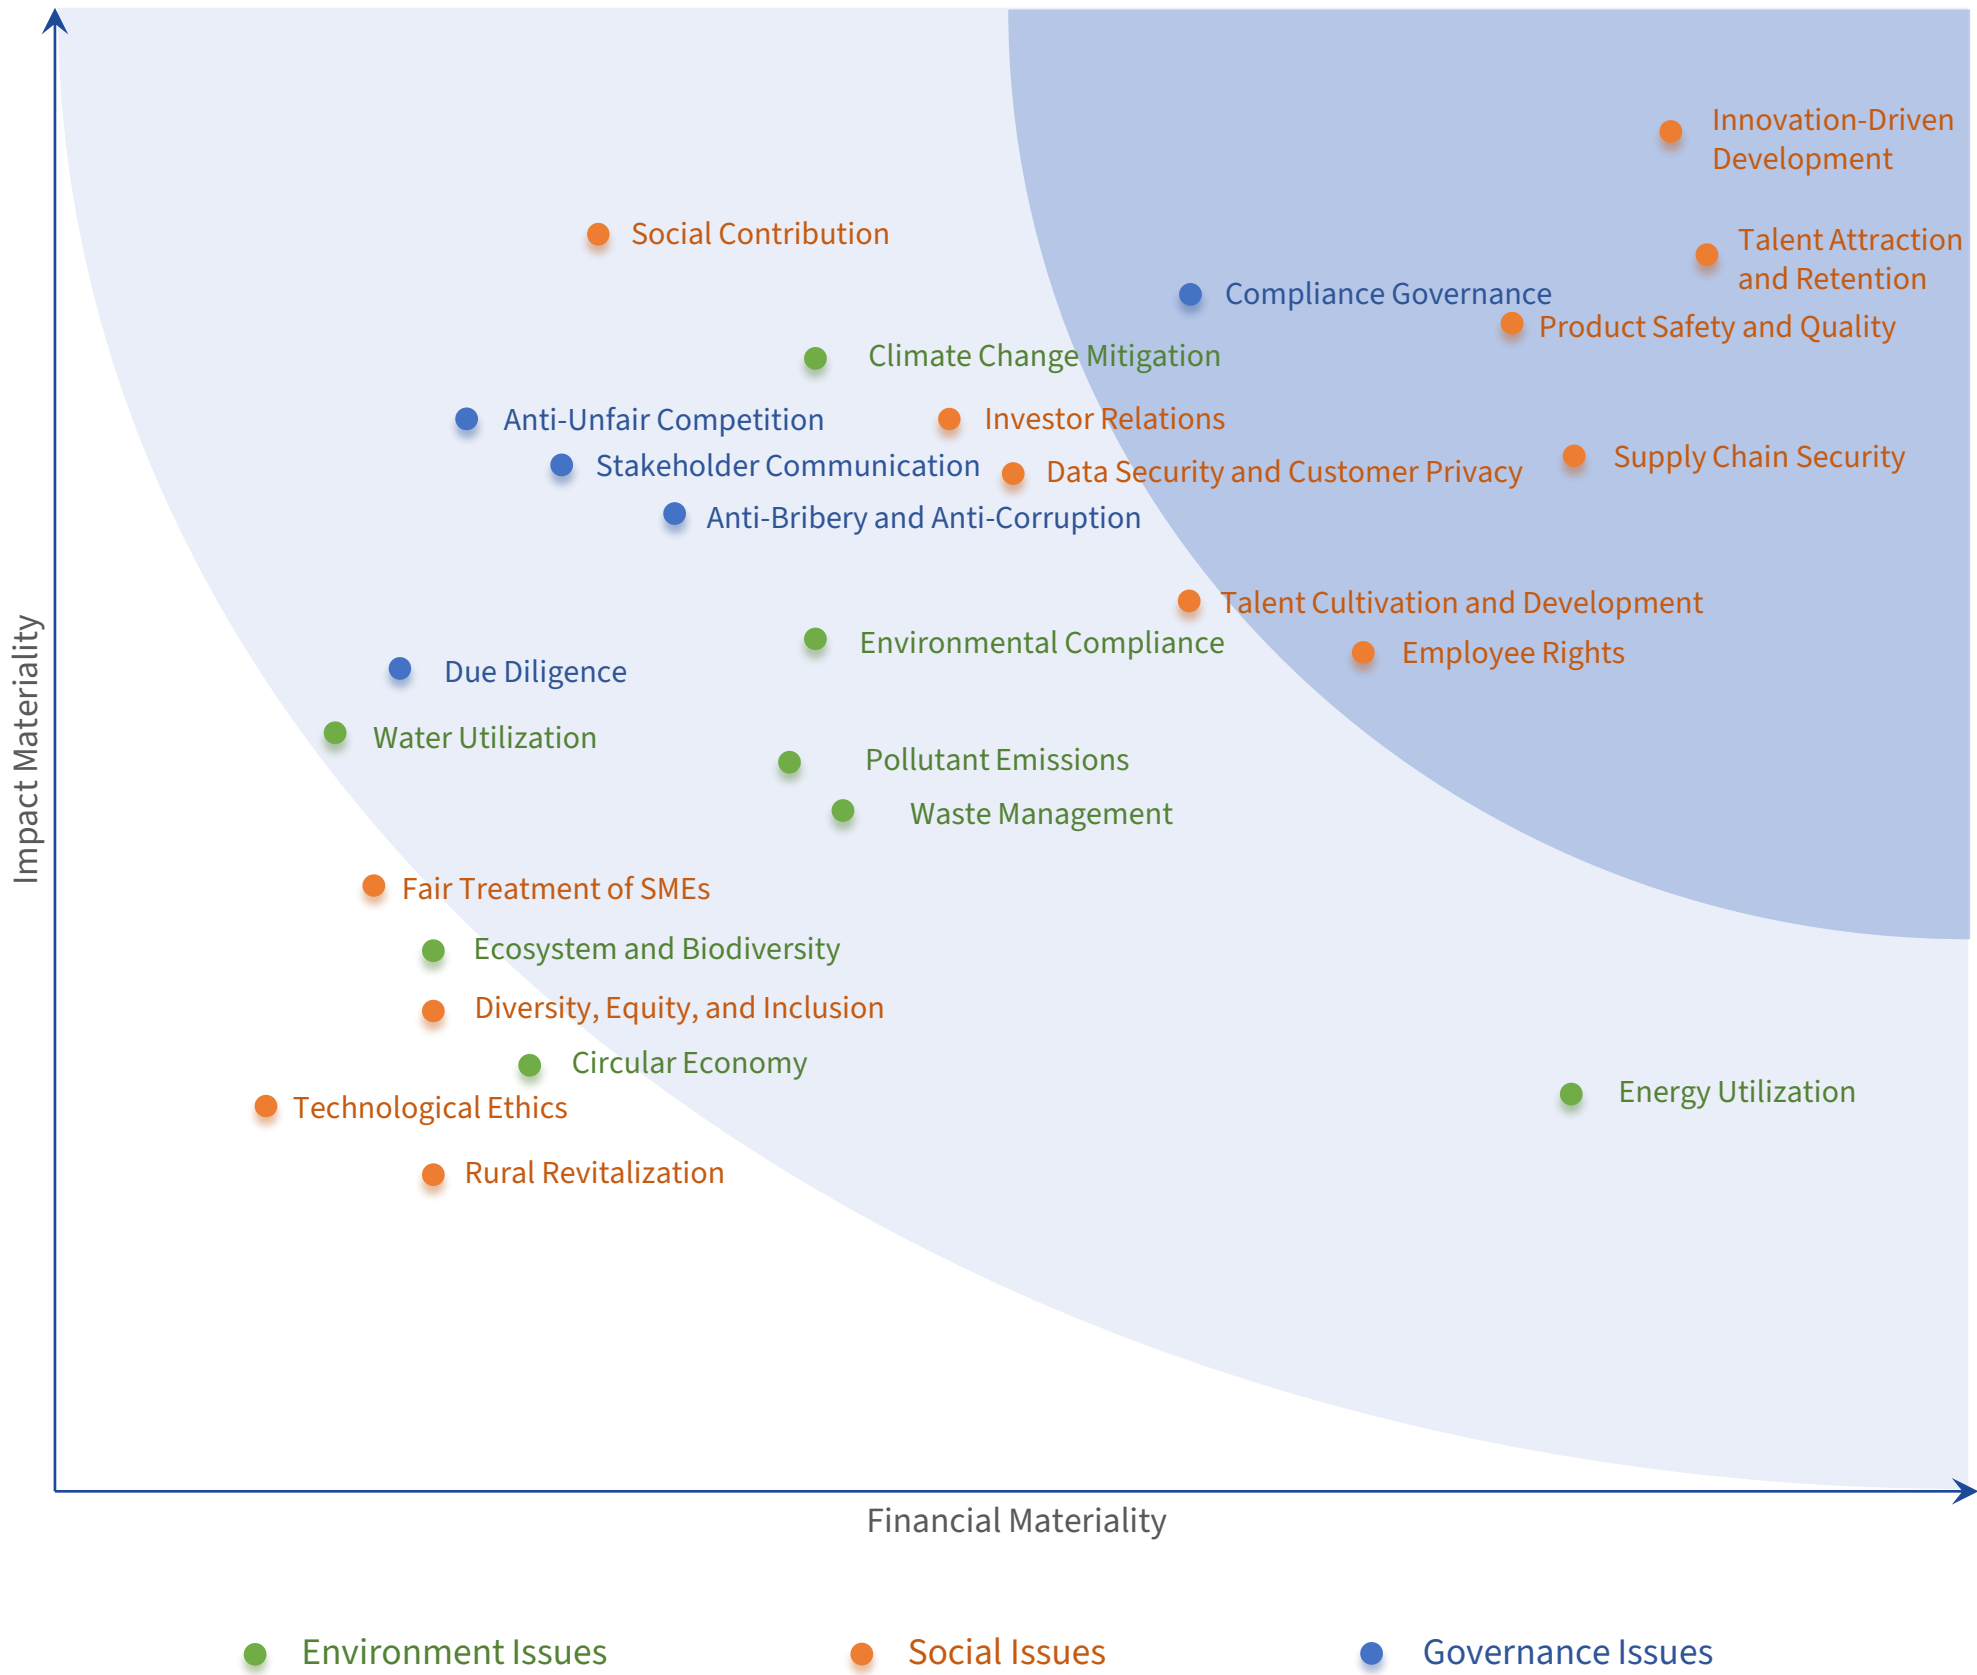 Innovation-Driven
Development
Social Contribution
Talent Attraction
and Retention
Compliance Governance
Product Safety and Quality
Climate Change Mitigation
Anti-Unfair Competition
Investor Relations
Stakeholder Communication
Data Security and Customer Privacy
Supply Chain Security
Anti-Bribery and Anti-Corruption
Talent Cultivation and Development
Environmental Compliance
Employee Rights
Due Diligence
Water Utilization
Pollutant Emissions
Waste Management
Impact Materiality
Fair Treatment of SMEs
Ecosystem and Biodiversity
Diversity, Equity, and Inclusion
Circular Economy
Energy Utilization
Technological Ethics
Rural Revitalization
Financial Materiality
Environment Issues
Social Issues
Governance Issues